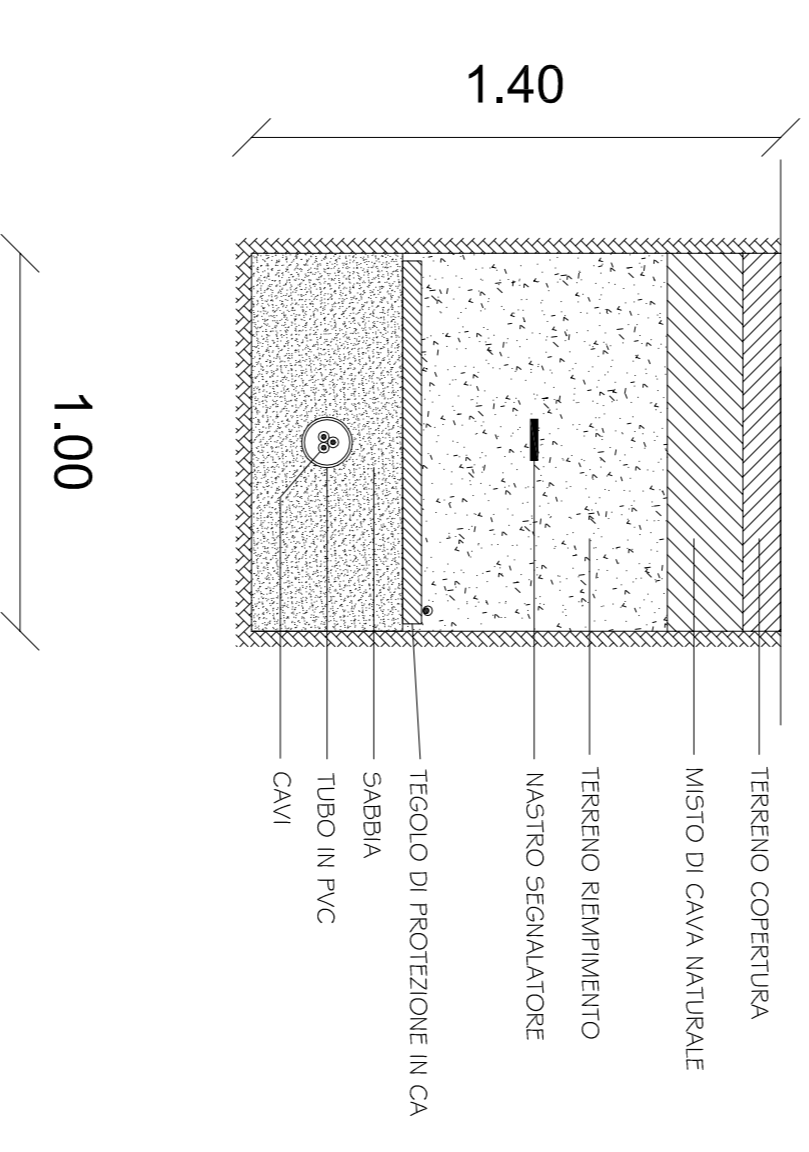 1.40
1.00
TERRENO COPERTURA
MISTO DI CAVA NATURALE
TERRENO RIEMPIMENTO
NASTRO SEGNALATORE
TEGOLO DI PROTEZIONE IN CA
SABBIA
TUBO IN PVC
CAVI